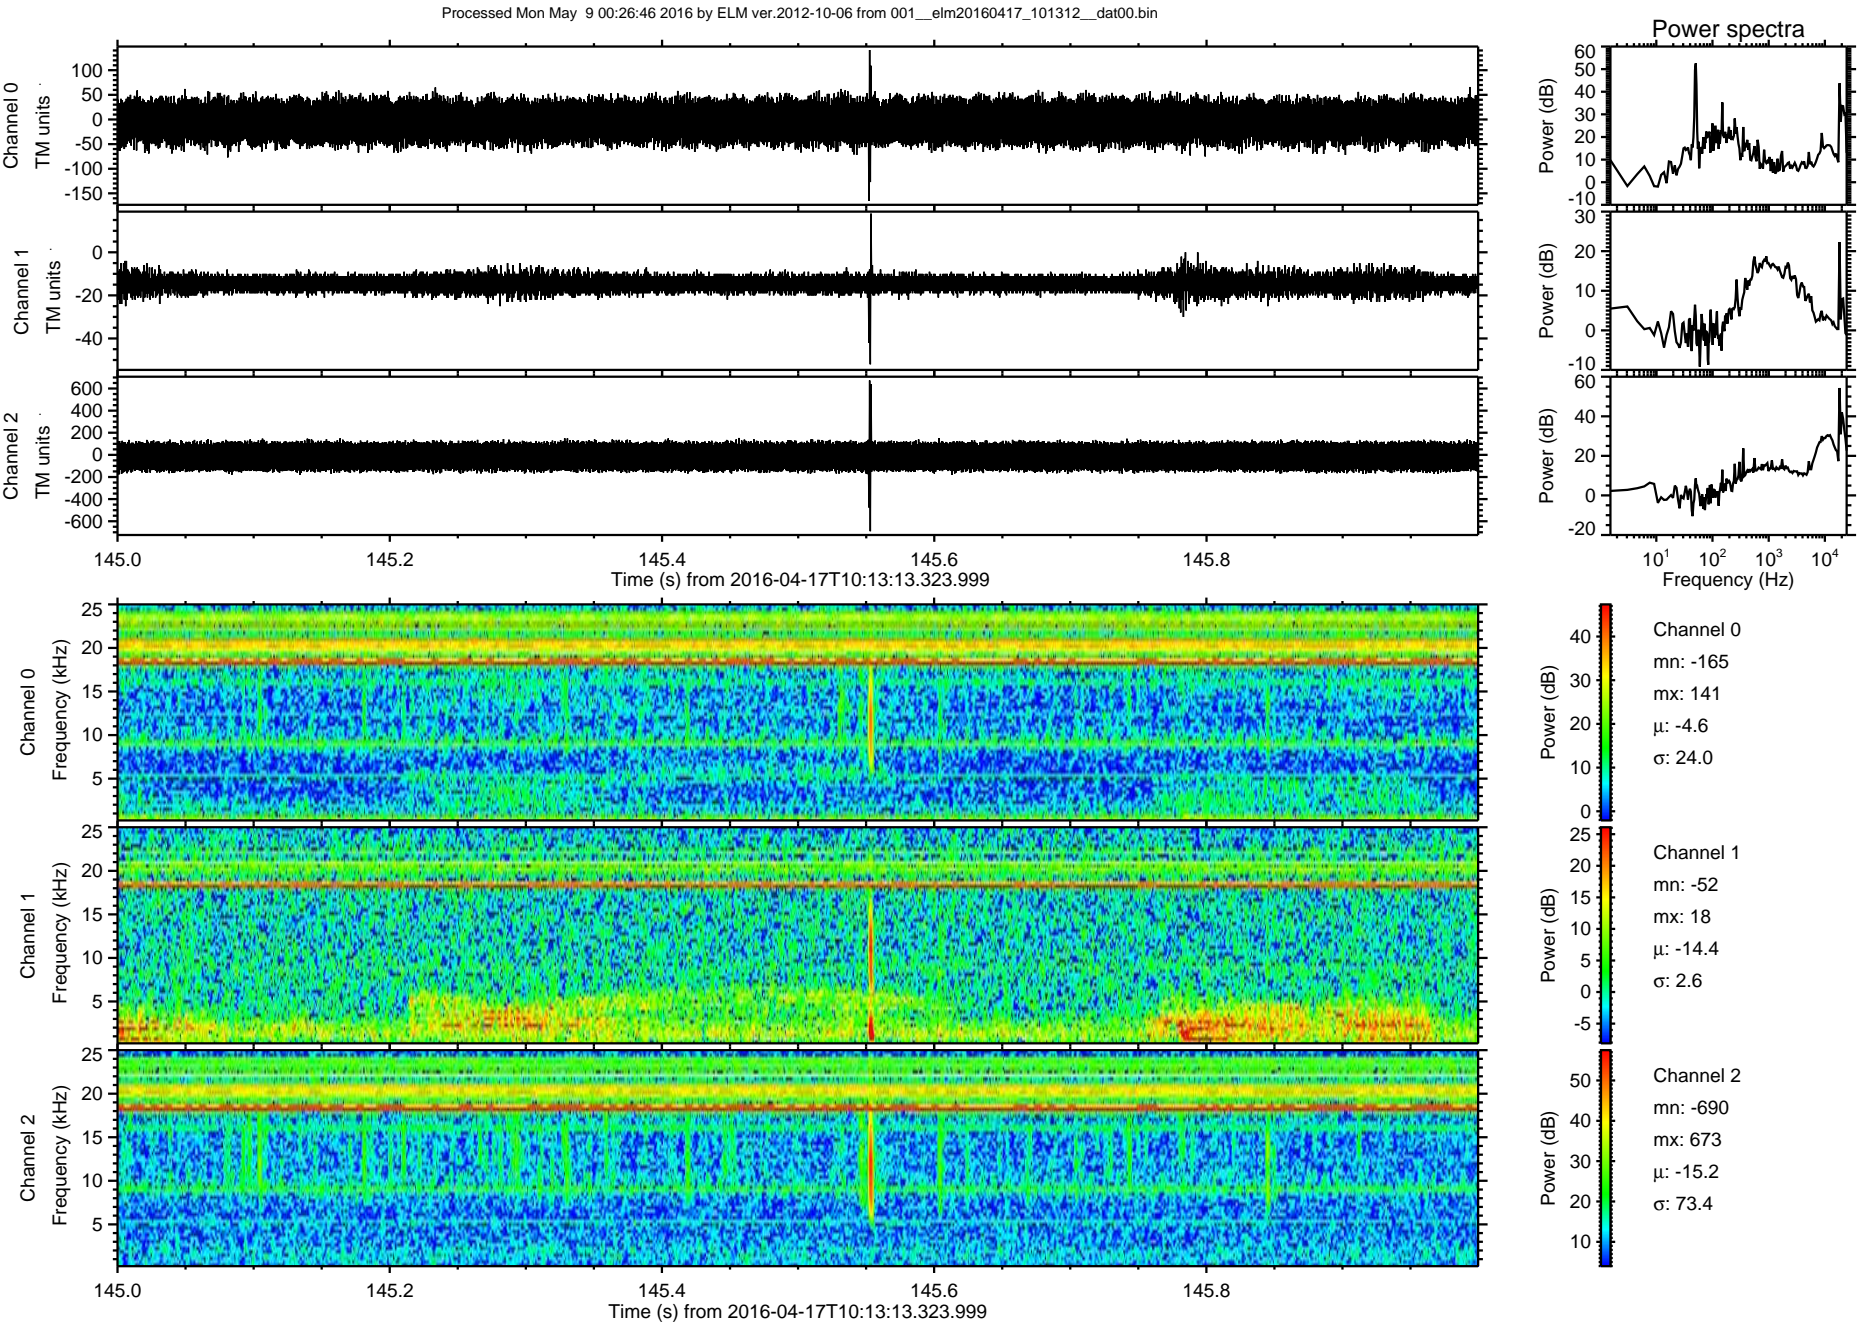 Processed Mon May  9 00:26:46 2016 by ELM ver.2012-10-06 from 001__elm20160417_101312__dat00.bin
Power spectra
Channel 0
TM units
100
50
0
-50
-100
-150
Channel 1
TM units
0
-20
-40
Channel 2
TM units
600
400
200
0
-200
-400
-600
145.0 145.2 145.4 145.6 145.8
Time (s) from 2016-04-17T10:13:13.323.999
Power (dB)
60
50
40
30
20
10
0
-10
Power (dB)
30
20
10
0
-10
Power (dB)
60
40
20
0
-20
10¹ 10² 10³ 10⁴
Frequency (Hz)
Channel 0
Frequency (kHz)
25
20
15
10
5
Power (dB)
40
30
20
10
0
Channel 0
mn: -165
mx: 141
μ: -4.6
σ: 24.0
Channel 1
Frequency (kHz)
25
20
15
10
5
Power (dB)
25
20
15
10
5
0
-5
Channel 1
mn: -52
mx: 18
μ: -14.4
σ: 2.6
Channel 2
Frequency (kHz)
25
20
15
10
5
Power (dB)
50
40
30
20
10
Channel 2
mn: -690
mx: 673
μ: -15.2
σ: 73.4
145.0 145.2 145.4 145.6 145.8
Time (s) from 2016-04-17T10:13:13.323.999